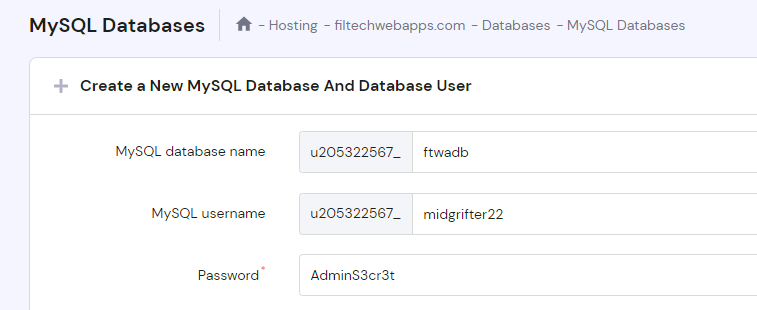 MySQL Databases - Hosting - filtechwebapps.com - Databases - MySQL Databases
Create a New MySQL Database And Database User
MySQL database name u205322567_ ftwadb
MySQL username u205322567_ midgrifter22
Password* AdminS3cr3t